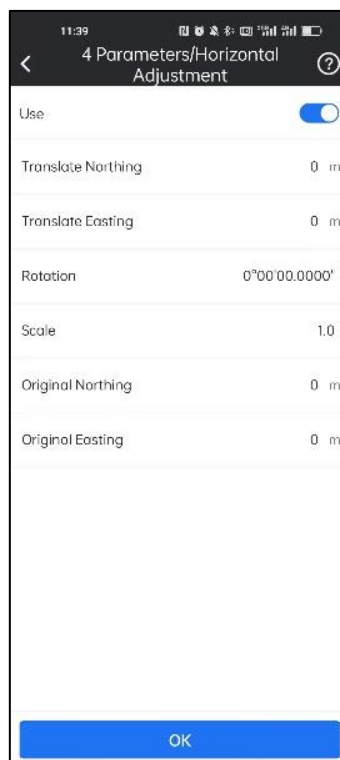 11:39
4 Parameters/Horizontal
Adjustment
Use
Translate Northing 0 m
Translate Easting 0 m
Rotation 0°00'00.0000"
Scale 1.0
Original Northing 0 m
Original Easting 0 m
OK